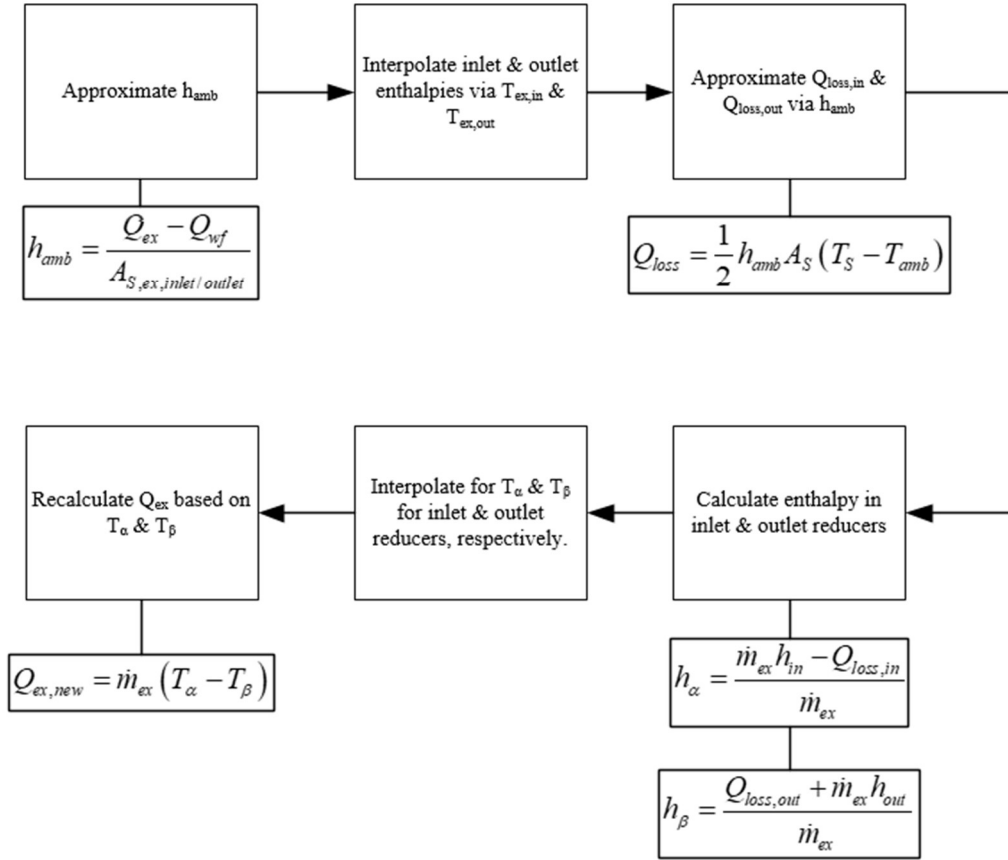 Approximate h_amb
Interpolate inlet & outlet
enthalpies via T_ex,in &
T_ex,out
Approximate Q_loss,in &
Q_loss,out via h_amb
h_amb = (Q_ex − Q_wf) / A_S,ex,inlet/outlet
Q_loss = 1/2 h_amb A_S (T_S − T_amb)
Recalculate Q_ex based on
T_α & T_β
Interpolate for T_α & T_β
for inlet & outlet
reducers, respectively.
Calculate enthalpy in
inlet & outlet reducers
Q_ex,new = ṁ_ex (T_α − T_β)
h_α = (ṁ_ex h_in − Q_loss,in) / ṁ_ex
h_β = (Q_loss,out + ṁ_ex h_out) / ṁ_ex